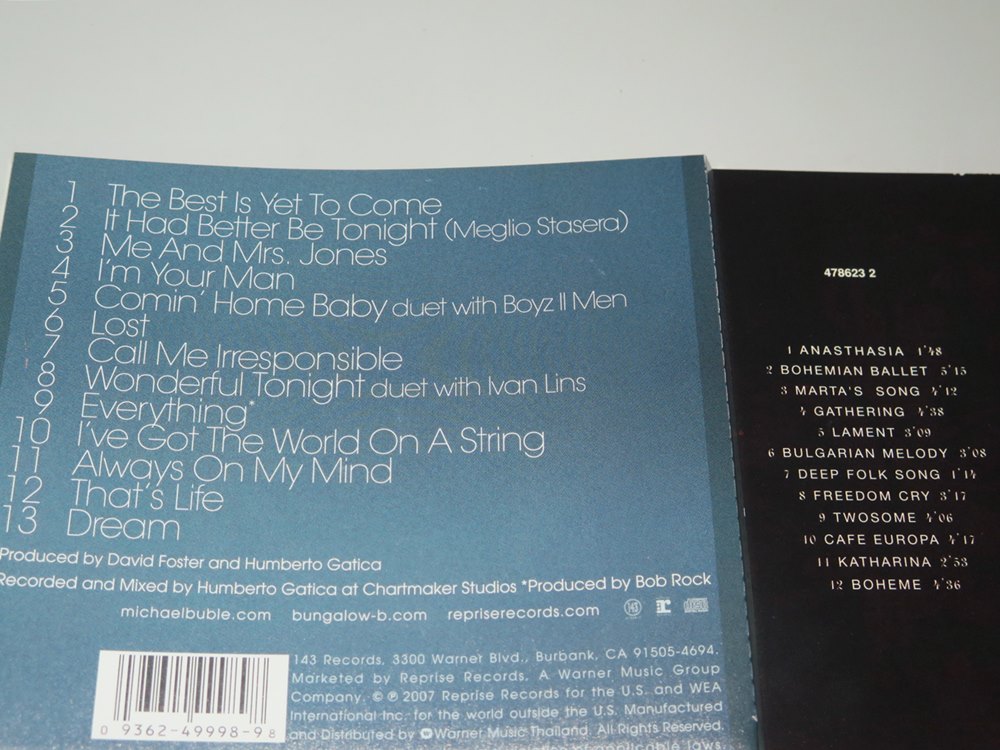 1 The Best Is Yet To Come
2 It Had Better Be Tonight (Meglio Stasera)
3 Me And Mrs. Jones
4 I'm Your Man
5 Comin' Home Baby duet with Boyz II Men
6 Lost
7 Call Me Irresponsible
8 Wonderful Tonight duet with Ivan Lins
9 Everything*
10 I've Got The World On A String
11 Always On My Mind
12 That's Life
13 Dream
Produced by David Foster and Humberto Gatica
Recorded and Mixed by Humberto Gatica at Chartmaker Studios *Produced by Bob Rock
michaelbuble.com bungalow-b.com repriserecords.com
143 Records, 3300 Warner Blvd., Burbank, CA 91505-4694.
Marketed by Reprise Records, A Warner Music Group
Company. © ℗ 2007 Reprise Records for the U.S. and WEA
International Inc. for the world outside the U.S. Manufactured
and Distributed by Warner Music Thailand. All Rights Reserved.
applicable laws.
0 9362-49998-9 8
478623 2
1 ANASTHASIA 1'48
2 BOHEMIAN BALLET 5'15
3 MARTA'S SONG 4'12
4 GATHERING 4'38
5 LAMENT 3'09
6 BULGARIAN MELODY 3'08
7 DEEP FOLK SONG 1'14
8 FREEDOM CRY 3'17
9 TWOSOME 4'06
10 CAFE EUROPA 4'17
11 KATHARINA 2'53
12 BOHEME 4'36